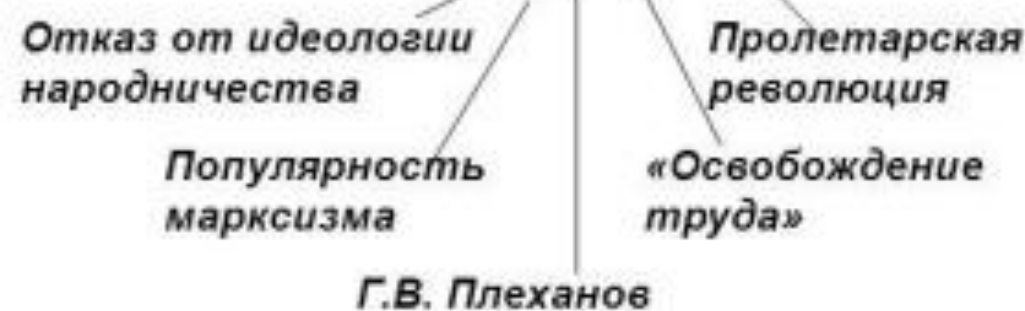 Отказ от идеологии
народничества
Пролетарская
революция
Популярность
марксизма
«Освобождение
труда»
Г.В. Плеханов